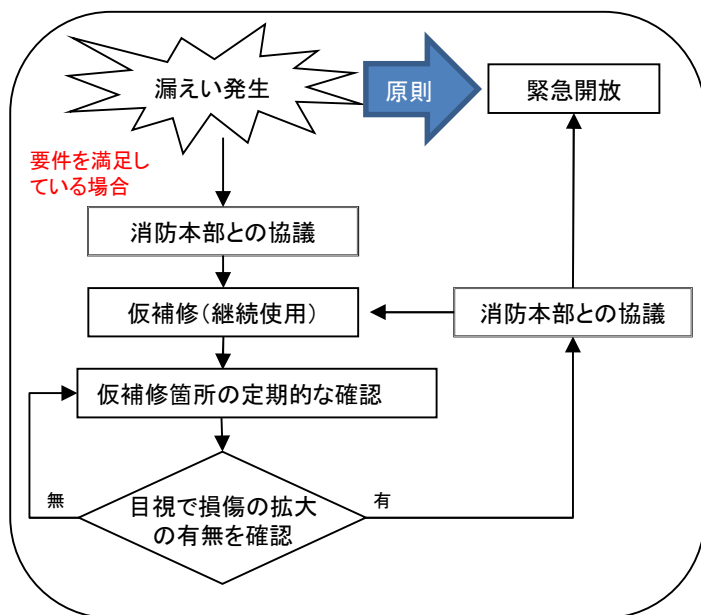 漏えい発生
原則
緊急開放
要件を満足し
ている場合
消防本部との協議
仮補修（継続使用）
消防本部との協議
仮補修箇所の定期的な確認
無
目視で損傷の拡大
の有無を確認
有